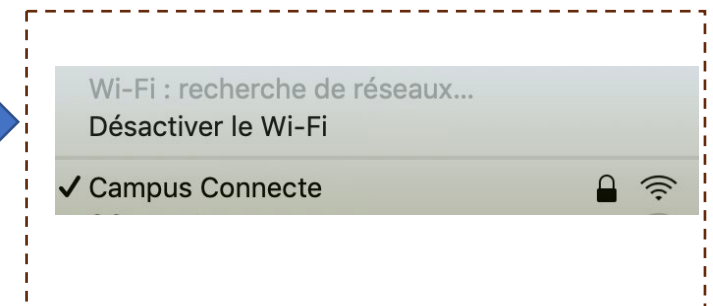 Wi-Fi : recherche de réseaux...
Désactiver le Wi-Fi
Campus Connecte